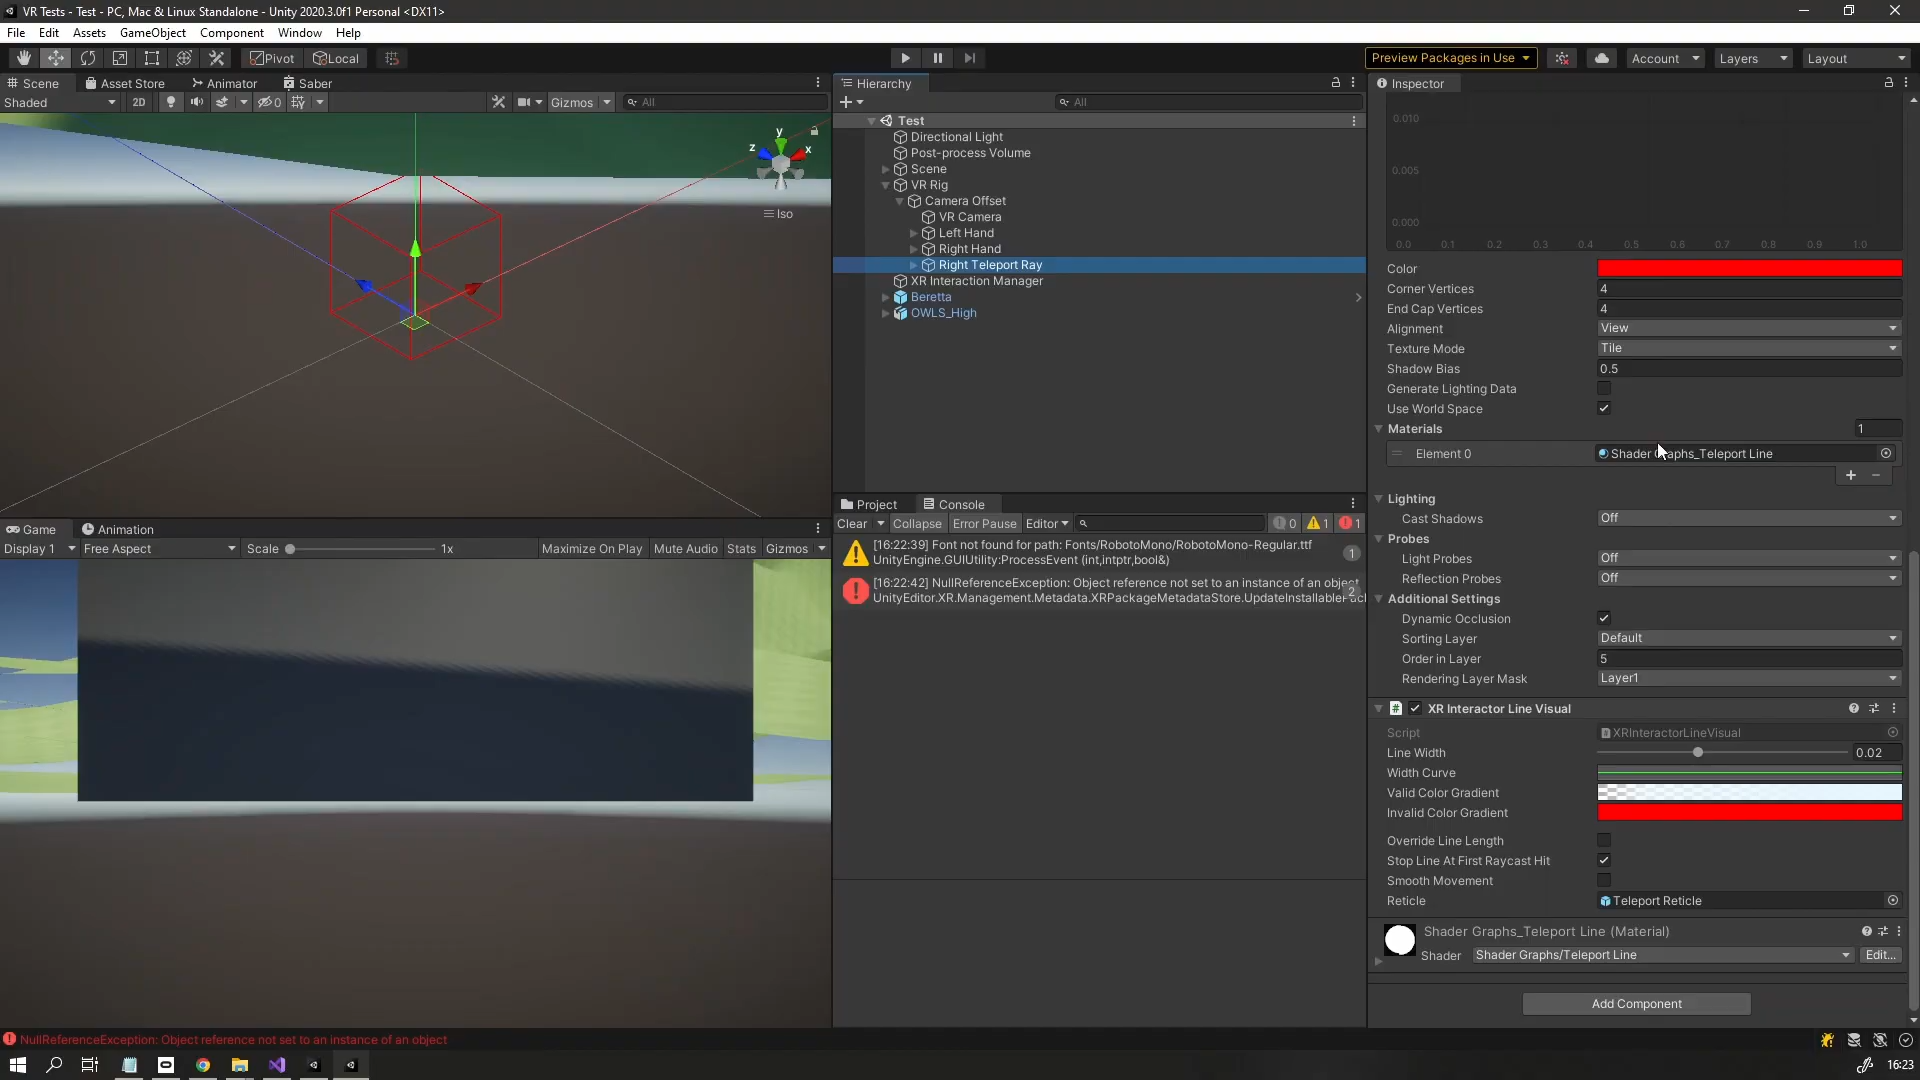 VR Tests - Test - PC, Mac & Linux Standalone - Unity 2020.3.0f1 Personal <DX11>
File Edit Assets GameObject Component Window Help
Pivot Local
Preview Packages in Use Account Layers Layout
Scene Asset Store Animator Saber
Shaded 2D 0 Gizmos All
y
z x
Iso
Game Animation
Display 1 Free Aspect Scale 1x Maximize On Play Mute Audio Stats Gizmos
Hierarchy
All
Test
Directional Light
Post-process Volume
Scene
VR Rig
Camera Offset
VR Camera
Left Hand
Right Hand
Right Teleport Ray
XR Interaction Manager
Beretta
OWLS_High
Project Console
Clear Collapse Error Pause Editor 0 1 1
[16:22:39] Font not found for path: Fonts/RobotoMono/RobotoMono-Regular.ttf
UnityEngine.GUIUtility:ProcessEvent (int,intptr,bool&)
1
[16:22:42] NullReferenceException: Object reference not set to an instance of an object
UnityEditor.XR.Management.Metadata.XRPackageMetadataStore.UpdateInstallablePack
2
Inspector
0.010
0.005
0.000
0.0 0.1 0.2 0.3 0.4 0.5 0.6 0.7 0.8 0.9 1.0
Color
Corner Vertices 4
End Cap Vertices 4
Alignment View
Texture Mode Tile
Shadow Bias 0.5
Generate Lighting Data
Use World Space
Materials 1
Element 0 Shader Graphs_Teleport Line
Lighting
Cast Shadows Off
Probes
Light Probes Off
Reflection Probes Off
Additional Settings
Dynamic Occlusion
Sorting Layer Default
Order in Layer 5
Rendering Layer Mask Layer1
XR Interactor Line Visual
Script XRInteractorLineVisual
Line Width 0.02
Width Curve
Valid Color Gradient
Invalid Color Gradient
Override Line Length
Stop Line At First Raycast Hit
Smooth Movement
Reticle Teleport Reticle
Shader Graphs_Teleport Line (Material)
Shader Shader Graphs/Teleport Line Edit...
Add Component
NullReferenceException: Object reference not set to an instance of an object
16:23